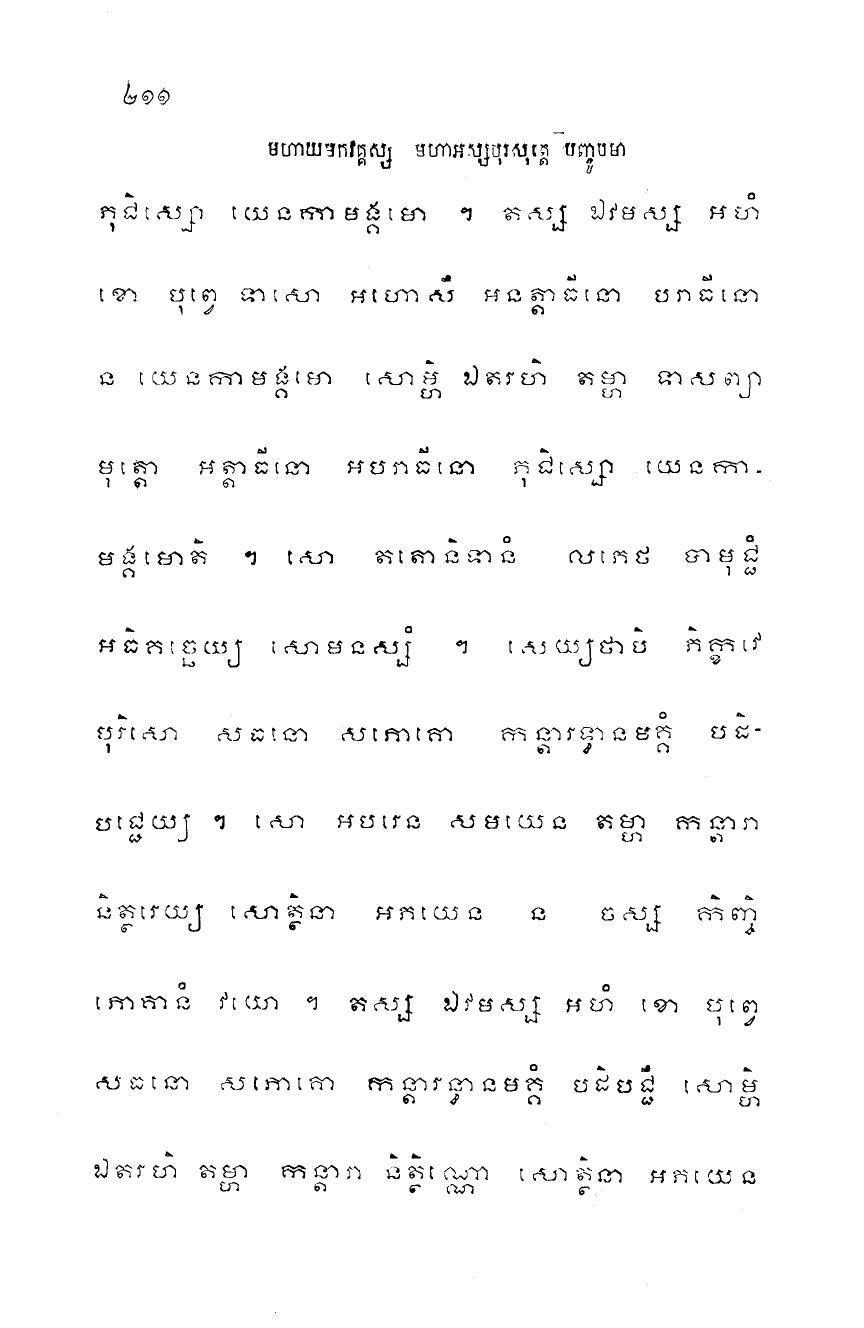 ៤១១
មហាយមកវគ្គស្ស មហាអស្សបុរសុត្តេ បញ្ចូបមា
ភុជិស្សោ យេនកាមង្គមោ ។ តស្ស ឯវមស្ស អហំ
ខោ បុព្វេ ទាសោ អហោសឹ អនត្តាធីនោ បរាធីនោ
ន យេនកាមង្គមោ សោម្ហិ ឯតរហិ តម្ហា ទាសព្យា
មុត្តោ អត្តាធីនោ អបរាធីនោ ភុជិស្សោ យេនកា-
មង្គមោតិ ។ សោ តតោនិទានំ លភេថ បាមុជ្ជំ
អធិគច្ឆេយ្យ សោមនស្សំ ។ សេយ្យថាបិ ភិក្ខវេ
បុរិសោ សធនោ សភោគោ កន្តារទ្ធានមគ្គំ បដិ-
បជ្ជេយ្យ ។ សោ អបរេន សមយេន តម្ហា កន្តារា
និត្ថរេយ្យ សោត្ថិនា អភយេន ន ចស្ស កិញ្ចិ
ភោគានំ វយោ ។ តស្ស ឯវមស្ស អហំ ខោ បុព្វេ
សធនោ សភោគោ កន្តារទ្ធានមគ្គំ បដិបជ្ជឹ សោម្ហិ
ឯតរហិ តម្ហា កន្តារា និត្ថិណ្ណោ សោត្ថិនា អភយេន